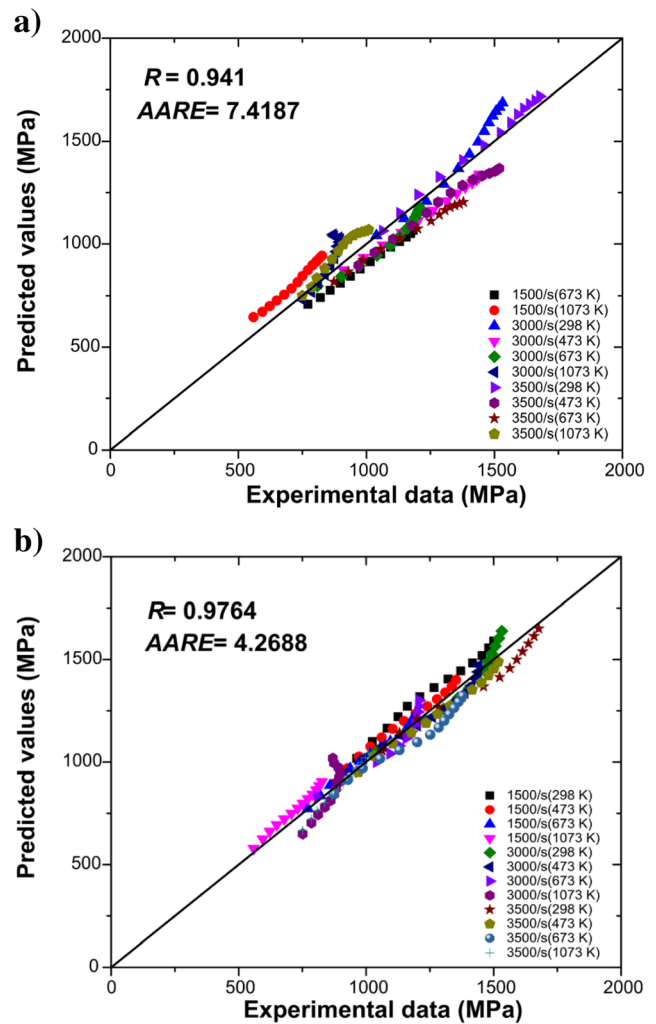 a)
2000
1500
1000
500
0
Predicted values (MPa)
R = 0.941
AARE= 7.4187
1500/s(673 K)
1500/s(1073 K)
3000/s(298 K)
3000/s(473 K)
3000/s(673 K)
3000/s(1073 K)
3500/s(298 K)
3500/s(473 K)
3500/s(673 K)
3500/s(1073 K)
0 500 1000 1500 2000
Experimental data (MPa)
b)
2000
1500
1000
500
0
Predicted values (MPa)
R= 0.9764
AARE= 4.2688
1500/s(298 K)
1500/s(473 K)
1500/s(673 K)
1500/s(1073 K)
3000/s(298 K)
3000/s(473 K)
3000/s(673 K)
3000/s(1073 K)
3500/s(298 K)
3500/s(473 K)
3500/s(673 K)
3500/s(1073 K)
0 500 1000 1500 2000
Experimental data (MPa)